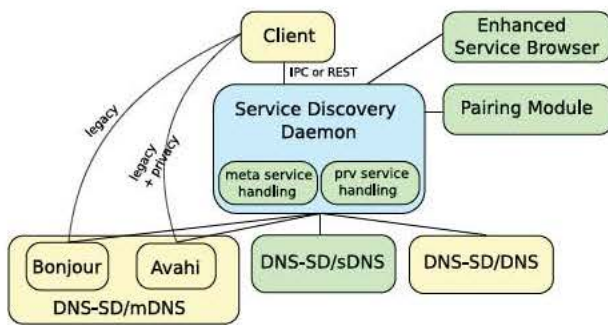 Client
Enhanced
Service Browser
IPC or REST
legacy
legacy
+ privacy
Service Discovery
Daemon
Pairing Module
meta service
handling
prv service
handling
Bonjour
Avahi
DNS-SD/mDNS
DNS-SD/sDNS
DNS-SD/DNS